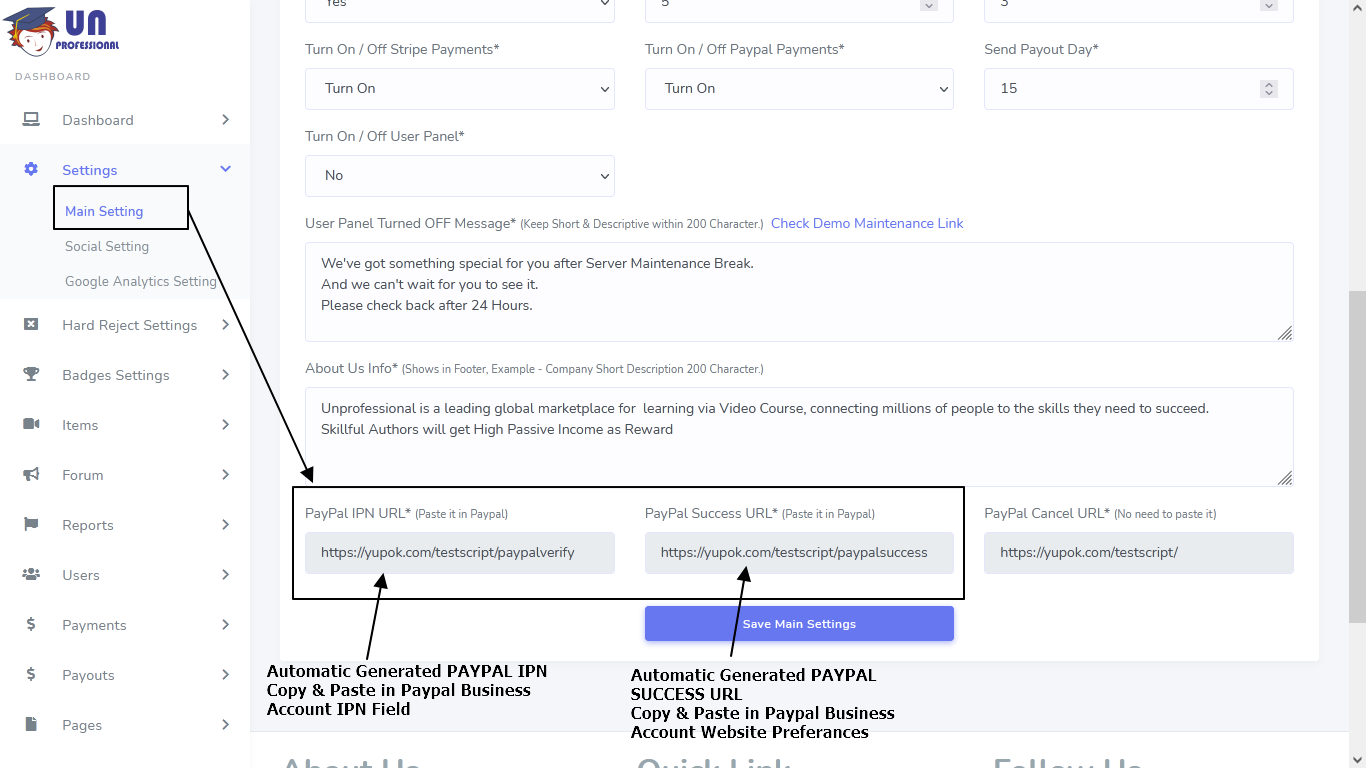 UN
PROFESSIONAL
DASHBOARD
Dashboard
Settings
Main Setting
Social Setting
Google Analytics Setting
Hard Reject Settings
Badges Settings
Items
Forum
Reports
Users
Payments
Payouts
Pages
Yes
5
3
Turn On / Off Stripe Payments*
Turn On / Off Paypal Payments*
Send Payout Day*
Turn On
Turn On
15
Turn On / Off User Panel*
No
User Panel Turned OFF Message* (Keep Short & Descriptive within 200 Character.) Check Demo Maintenance Link
We've got something special for you after Server Maintenance Break.
And we can't wait for you to see it.
Please check back after 24 Hours.
About Us Info* (Shows in Footer, Example - Company Short Description 200 Character.)
Unprofessional is a leading global marketplace for  learning via Video Course, connecting millions of people to the skills they need to succeed.
Skillful Authors will get High Passive Income as Reward
PayPal IPN URL* (Paste it in Paypal)
PayPal Success URL* (Paste it in Paypal)
PayPal Cancel URL* (No need to paste it)
https://yupok.com/testscript/paypalverify
https://yupok.com/testscript/paypalsuccess
https://yupok.com/testscript/
Save Main Settings
Automatic Generated PAYPAL IPN
Copy & Paste in Paypal Business
Account IPN Field
Automatic Generated PAYPAL
SUCCESS URL
Copy & Paste in Paypal Business
Account Website Preferances
About Us
Quick Link
Follow Us